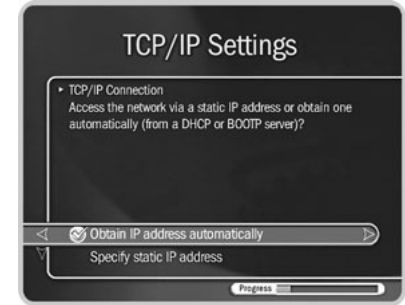 TCP/IP Settings
TCP/IP Connection
Access the network via a static IP address or obtain one
automatically (from a DHCP or BOOTP server)?
Obtain IP address automatically
Specify static IP address
Progress